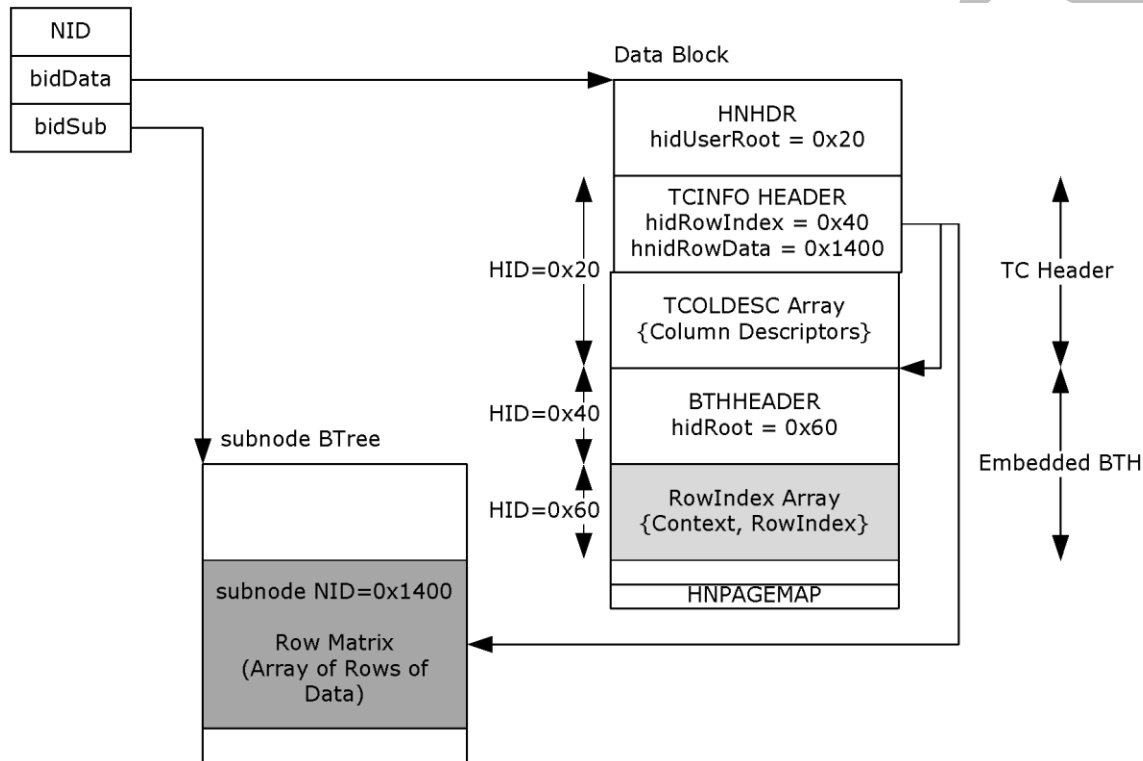 NID
bidData
bidSub
Data Block
HNHDR
hidUserRoot = 0x20
TCINFO HEADER
hidRowIndex = 0x40
hnidRowData = 0x1400
HID=0x20
TC Header
TCOLDESC Array
{Column Descriptors}
BTHHEADER
hidRoot = 0x60
HID=0x40
subnode BTree
Embedded BTH
RowIndex Array
{Context, RowIndex}
HID=0x60
HNPAGEMAP
subnode NID=0x1400
Row Matrix
(Array of Rows of
Data)